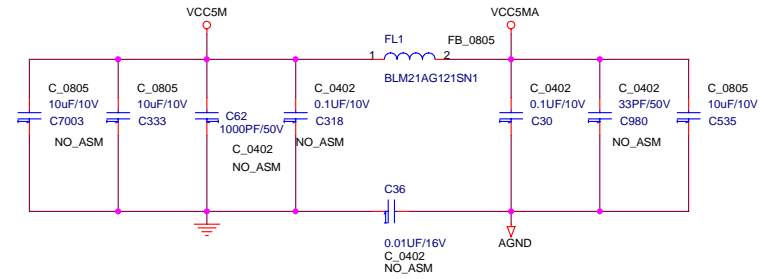 VCC5M
VCC5MA
FL1
FB_0805
1
2
BLM21AG121SN1
C_0805
10uF/10V
C7003
NO_ASM
C_0805
10uF/10V
C333
C62
1000PF/50V
C_0402
NO_ASM
C_0402
0.1UF/10V
C318
NO_ASM
C_0402
0.1UF/10V
C30
C_0402
33PF/50V
C980
NO_ASM
C_0805
10uF/10V
C535
C36
0.01UF/16V
C_0402
NO_ASM
AGND